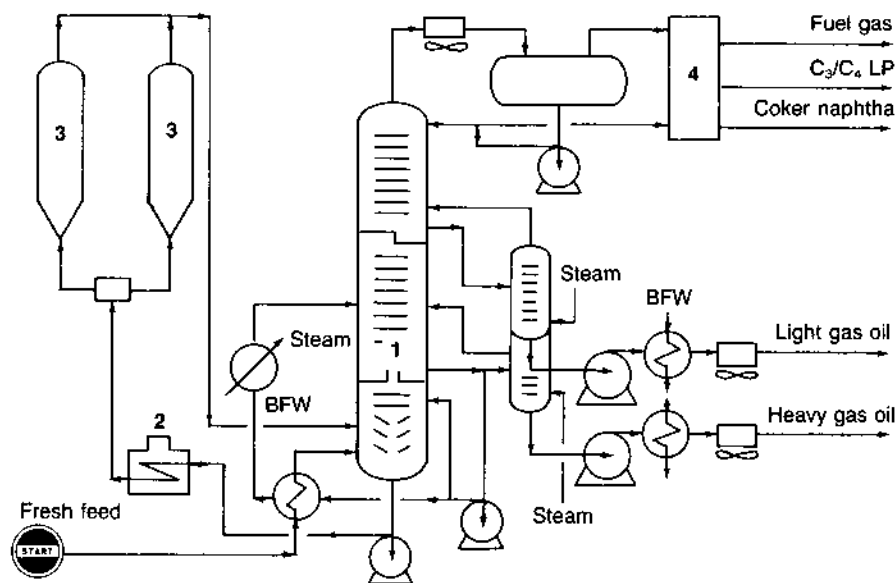 Fuel gas
C₃/C₄ LP
Coker naphtha
4
3
3
Steam
BFW
Steam
1
Light gas oil
BFW
2
Heavy gas oil
Fresh feed
Steam
START